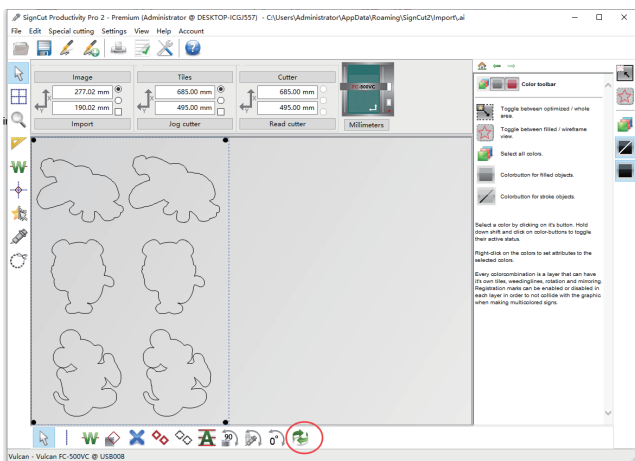 SignCut Productivity Pro 2 - Premium (Administrator @ DESKTOP-ICGJ557) - C:\Users\Administrator\AppData\Roaming\SignCut2\Import\,ai
File Edit Special cutting Settings View Help Account
Image
277.02 mm
X
Y
190.02 mm
Import
Tiles
685.00 mm
X
Y
495.00 mm
Jog cutter
Cutter
685.00 mm
495.00 mm
Read cutter
FC-500VC
Millimeters
Color toolbar
Toggle between optimized / whole
area.
Toggle between filled / wireframe
view.
Select all colors.
Colorbutton for filled objects.
Colorbutton for stroke objects.
Select a color by clicking on it's button. Hold
down shift and click on color-buttons to toggle
their active status.
Right-click on the colors to set attributes to the
selected colors.
Every colorcombination is a layer that can have
it's own tiles, weedinglines, rotation and mirroring.
Registration marks can be enabled or disabled in
each layer in order to not collide with the graphic
when making multicolored signs.
W
W
A
90
0°
Vulcan - Vulcan FC-500VC @ USB008